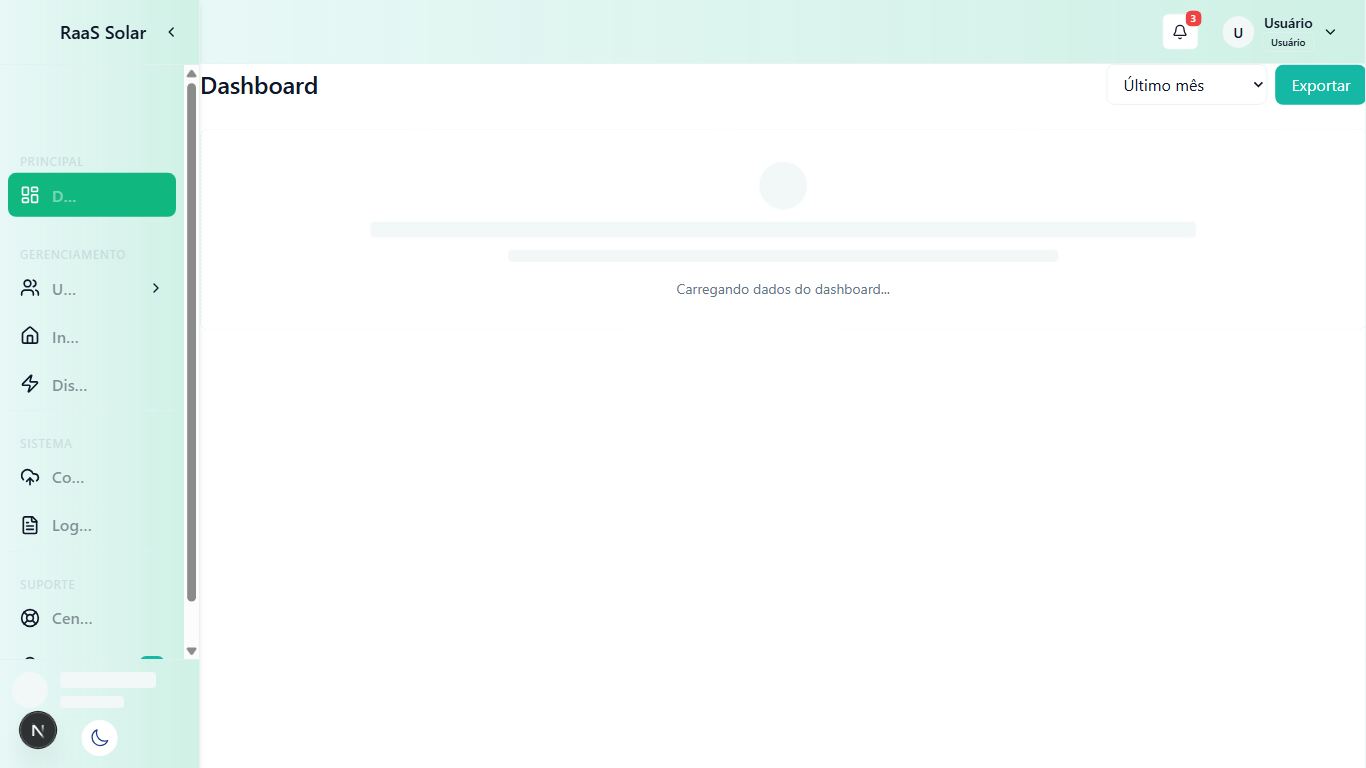 RaaS Solar
3
U
Usuário
Usuário
Dashboard
Último mês
Exportar
PRINCIPAL
D...
GERENCIAMENTO
U...
In...
Dis...
SISTEMA
Co...
Log...
SUPORTE
Cen...
Carregando dados do dashboard...
N